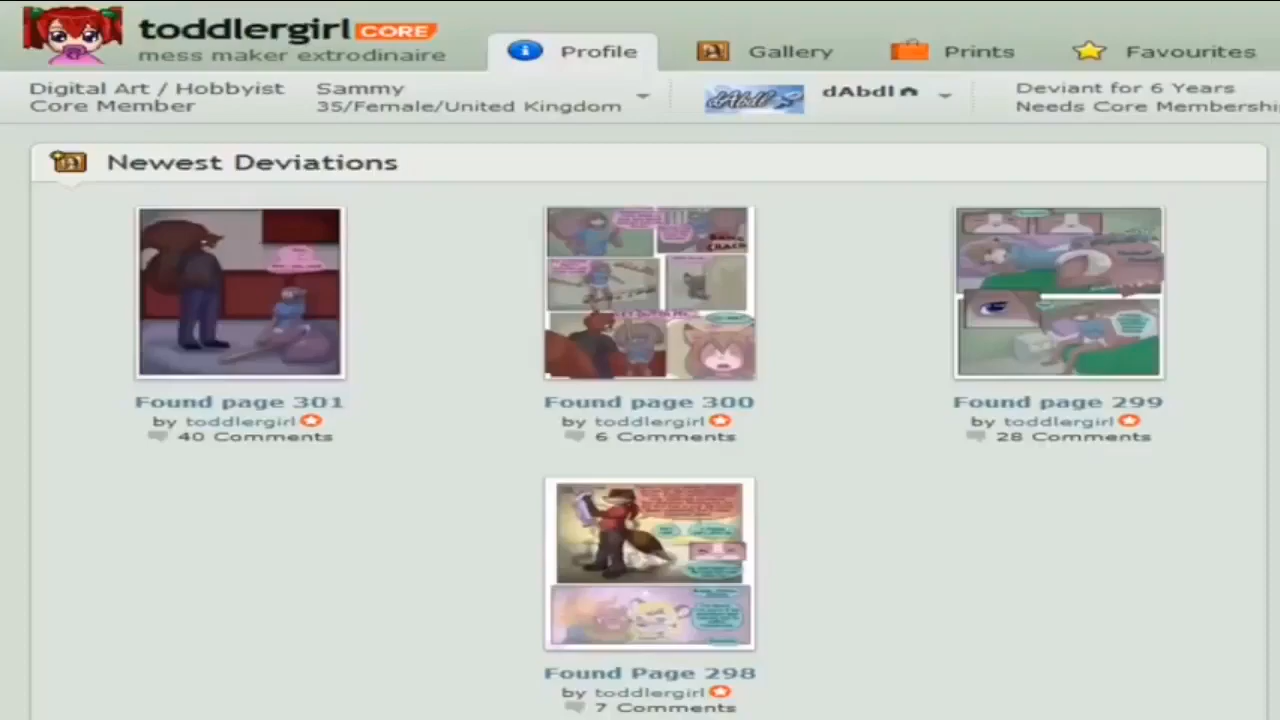 toddlergirl CORE
mess maker extrodinaire
Profile
Gallery
Prints
Favourites
Digital Art / Hobbyist
Core Member
Sammy
35/Female/United Kingdom
dAbdl
dAbdl
Deviant for 6 Years
Needs Core Membershi
Newest Deviations
Found page 301
by toddlergirl
40 Comments
Found page 300
by toddlergirl
6 Comments
Found page 299
by toddlergirl
28 Comments
Found Page 298
by toddlergirl
7 Comments